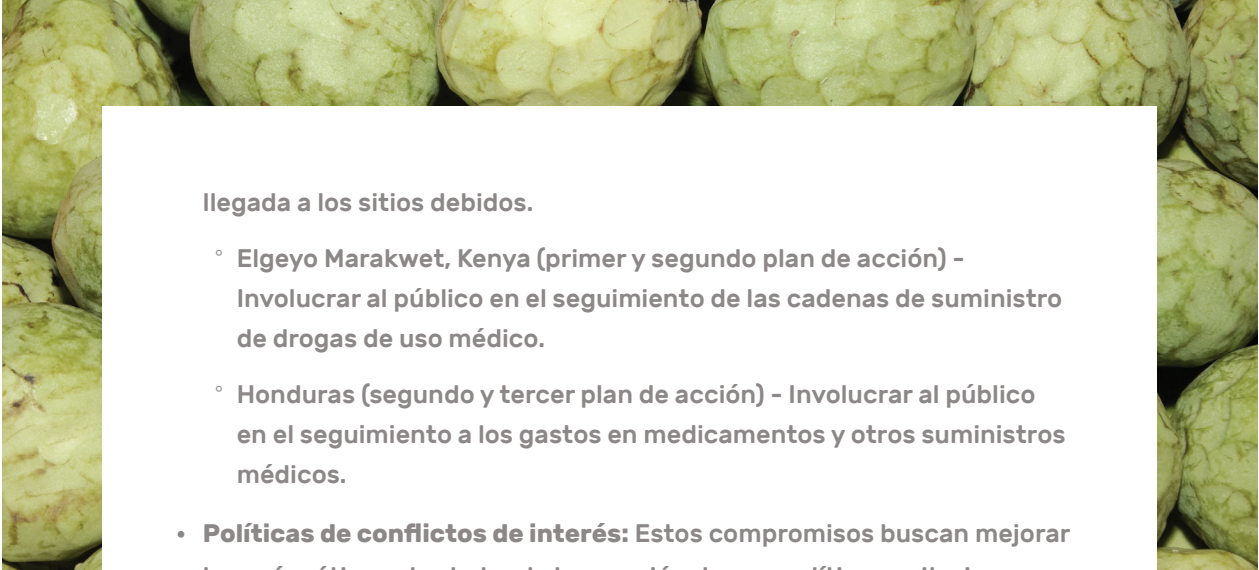 llegada a los sitios debidos.
° Elgeyo Marakwet, Kenya (primer y segundo plan de acción) -
Involucrar al público en el seguimiento de las cadenas de suministro
de drogas de uso médico.
° Honduras (segundo y tercer plan de acción) - Involucrar al público
en el seguimiento a los gastos en medicamentos y otros suministros
médicos.
• Políticas de conflictos de interés: Estos compromisos buscan mejorar